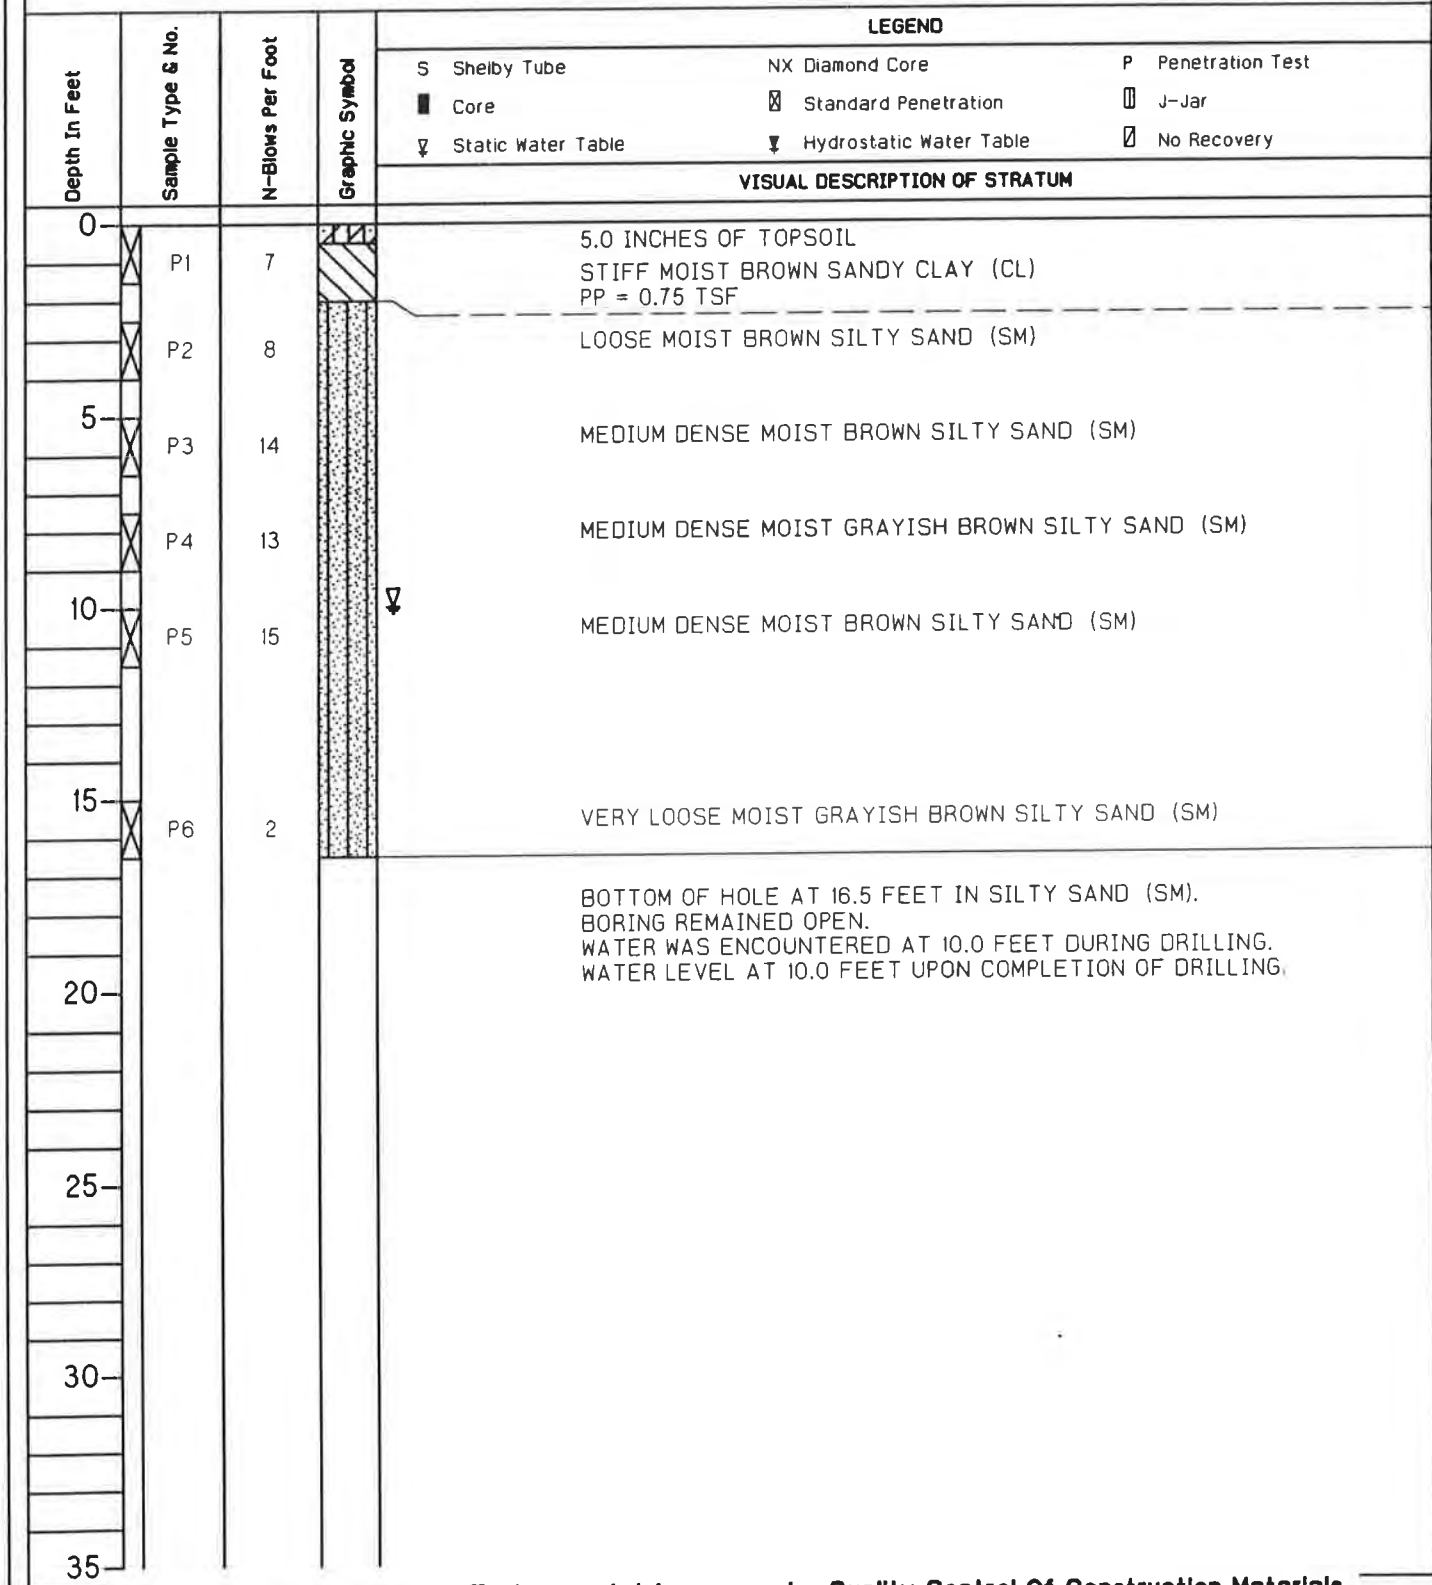 LEGEND
S Shelby Tube NX Diamond Core P Penetration Test
Core Standard Penetration J-Jar
Static Water Table Hydrostatic Water Table No Recovery
Depth In Feet
Sample Type & No.
N-Blows Per Foot
Graphic Symbol
VISUAL DESCRIPTION OF STRATUM
0
5.0 INCHES OF TOPSOIL
P1 7 STIFF MOIST BROWN SANDY CLAY (CL)
PP = 0.75 TSF
P2 8 LOOSE MOIST BROWN SILTY SAND (SM)
5
P3 14 MEDIUM DENSE MOIST BROWN SILTY SAND (SM)
P4 13 MEDIUM DENSE MOIST GRAYISH BROWN SILTY SAND (SM)
10
P5 15 MEDIUM DENSE MOIST BROWN SILTY SAND (SM)
15
P6 2 VERY LOOSE MOIST GRAYISH BROWN SILTY SAND (SM)
BOTTOM OF HOLE AT 16.5 FEET IN SILTY SAND (SM).
BORING REMAINED OPEN.
WATER WAS ENCOUNTERED AT 10.0 FEET DURING DRILLING.
WATER LEVEL AT 10.0 FEET UPON COMPLETION OF DRILLING.
20
25
30
35
Quality Control Of Construction Materials